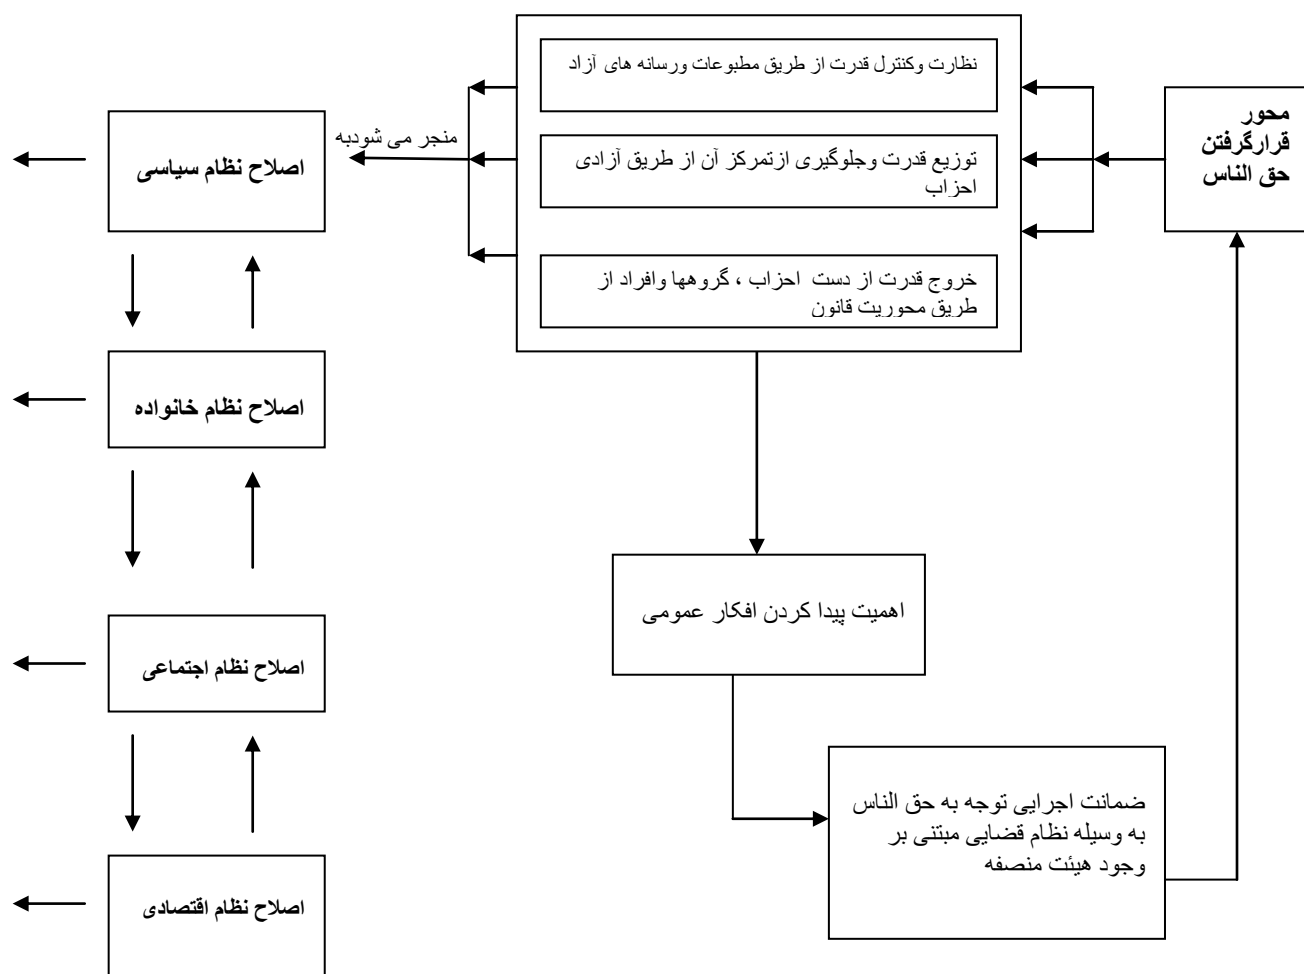 محور
قرارگرفتن
حق الناس
نظارت وکنترل قدرت از طریق مطبوعات ورسانه های آزاد
توزیع قدرت وجلوگیری ازتمرکز آن از طریق آزادی
احزاب
خروج قدرت از دست احزاب ، گروهها وافراد از
طریق محوریت قانون
منجر می شودبه
اصلاح نظام سیاسی
اصلاح نظام خانواده
اصلاح نظام اجتماعی
اصلاح نظام اقتصادی
اهمیت پیدا کردن افکار عمومی
ضمانت اجرایی توجه به حق الناس
به وسیله نظام قضایی مبتنی بر
وجود هیئت منصفه